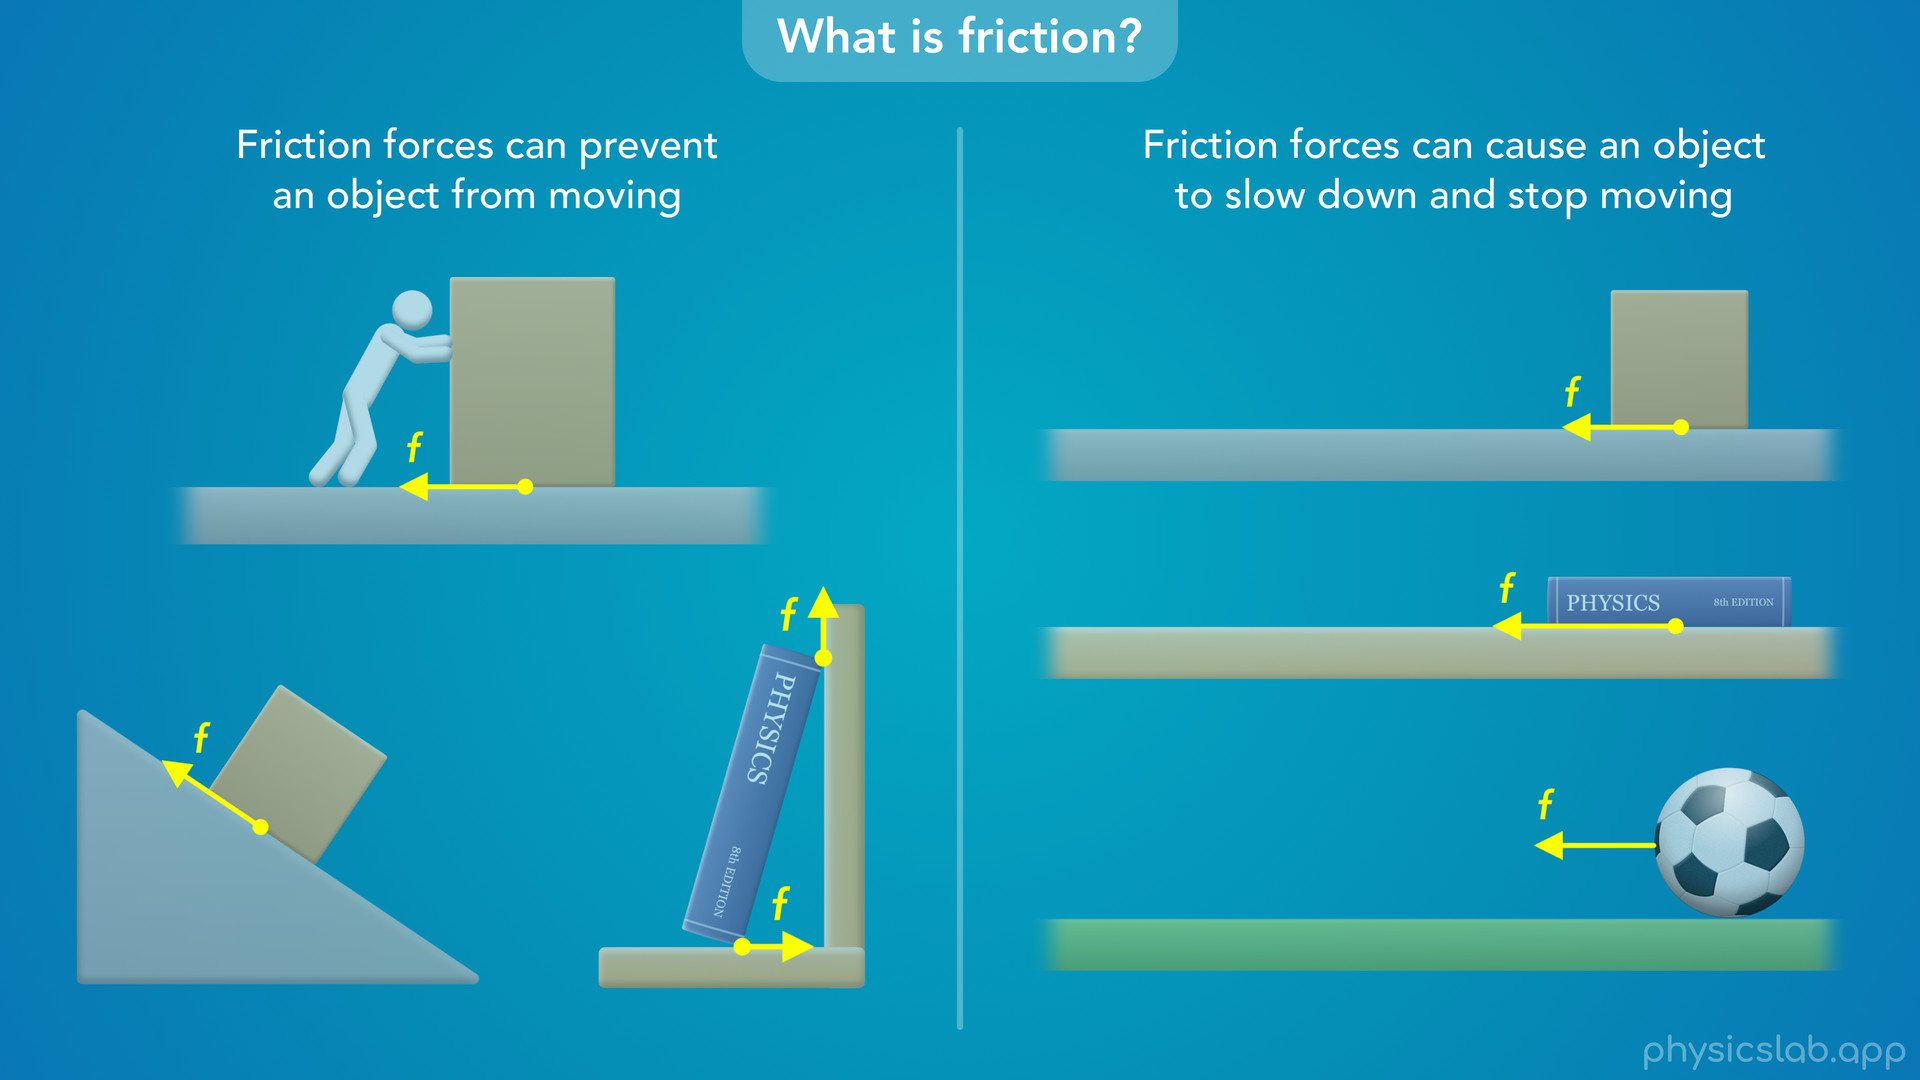 What is friction?
Friction forces can prevent
an object from moving
f
f
f
PHYSICS
8th EDITION
f
Friction forces can cause an object
to slow down and stop moving
f
f
PHYSICS 8th EDITION
f
physicslab.app